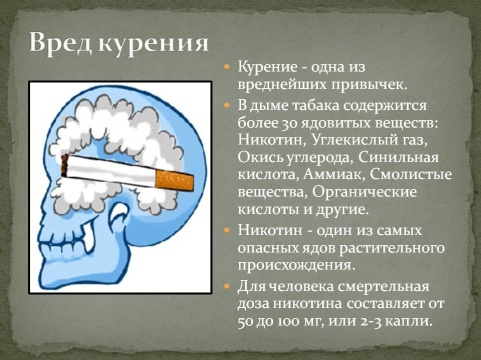 Вред курения
Курение - одна из
вреднейших привычек.
В дыме табака содержится
более 30 ядовитых веществ:
Никотин, Углекислый газ,
Окись углерода, Синильная
кислота, Аммиак, Смолистые
вещества, Органические
кислоты и другие.
Никотин - один из самых
опасных ядов растительного
происхождения.
Для человека смертельная
доза никотина составляет от
50 до 100 мг, или 2-3 капли.